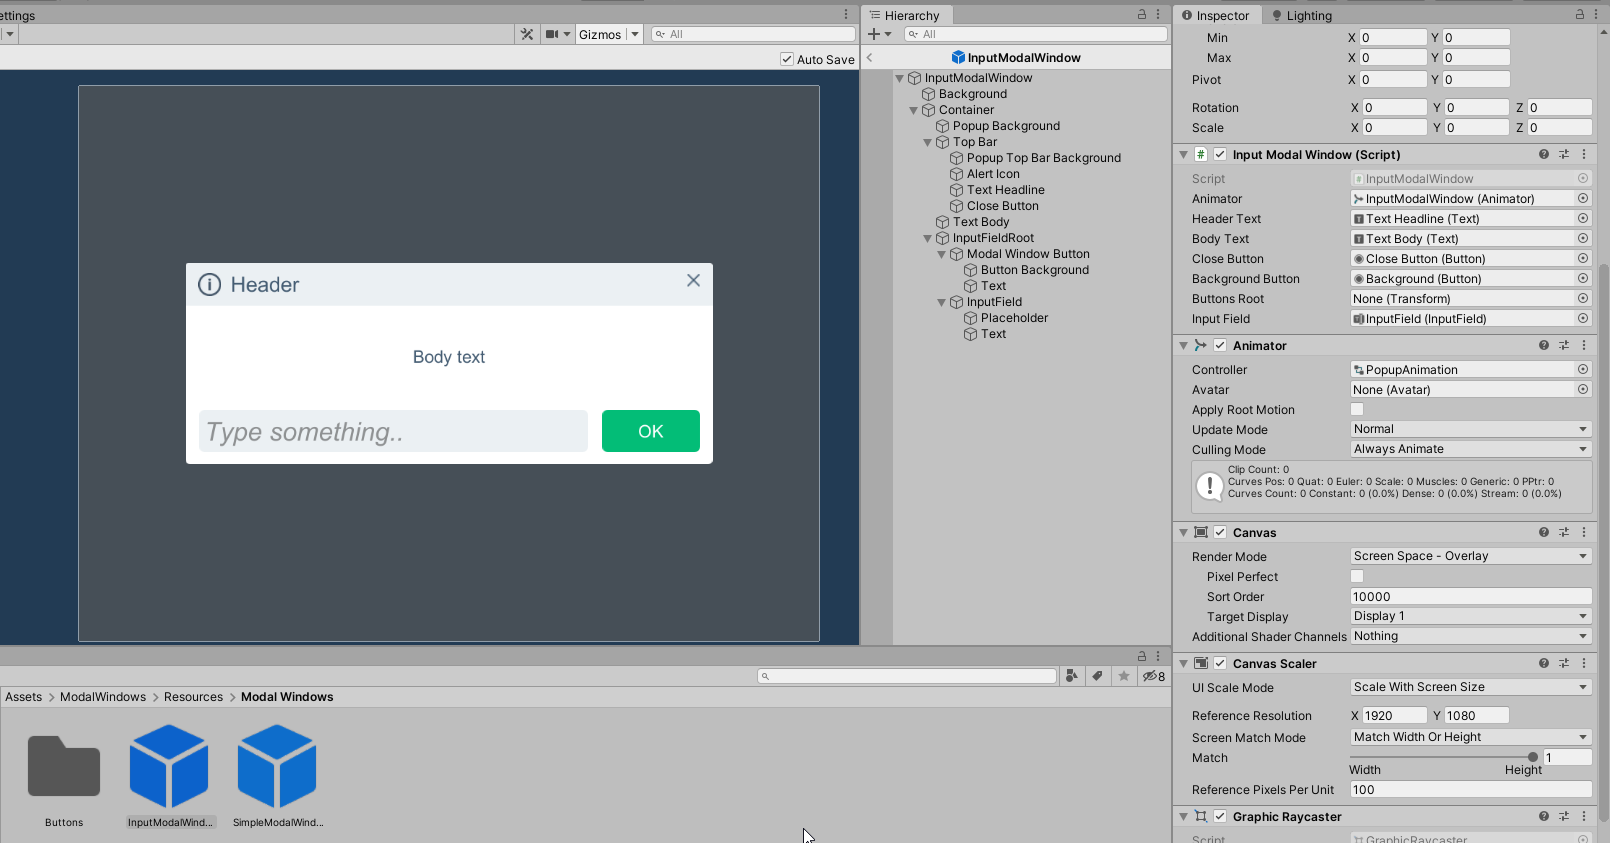 ettings
Gizmos
All
Auto Save
Header
Body text
Type something..
OK
Hierarchy
All
InputModalWindow
InputModalWindow
Background
Container
Popup Background
Top Bar
Popup Top Bar Background
Alert Icon
Text Headline
Close Button
Text Body
InputFieldRoot
Modal Window Button
Button Background
Text
InputField
Placeholder
Text
8
Assets > ModalWindows > Resources > Modal Windows
Buttons
InputModalWind...
SimpleModalWind...
Inspector
Lighting
Min X 0 Y 0
Max X 0 Y 0
Pivot X 0 Y 0
Rotation X 0 Y 0 Z 0
Scale X 0 Y 0 Z 0
# Input Modal Window (Script)
Script InputModalWindow
Animator InputModalWindow (Animator)
Header Text Text Headline (Text)
Body Text Text Body (Text)
Close Button Close Button (Button)
Background Button Background (Button)
Buttons Root None (Transform)
Input Field InputField (InputField)
Animator
Controller PopupAnimation
Avatar None (Avatar)
Apply Root Motion
Update Mode Normal
Culling Mode Always Animate
Clip Count: 0
Curves Pos: 0 Quat: 0 Euler: 0 Scale: 0 Muscles: 0 Generic: 0 PPtr: 0
Curves Count: 0 Constant: 0 (0.0%) Dense: 0 (0.0%) Stream: 0 (0.0%)
Canvas
Render Mode Screen Space - Overlay
Pixel Perfect
Sort Order 10000
Target Display Display 1
Additional Shader Channels Nothing
Canvas Scaler
UI Scale Mode Scale With Screen Size
Reference Resolution X 1920 Y 1080
Screen Match Mode Match Width Or Height
Match 1
Width Height
Reference Pixels Per Unit 100
Graphic Raycaster
Script GraphicRaycaster